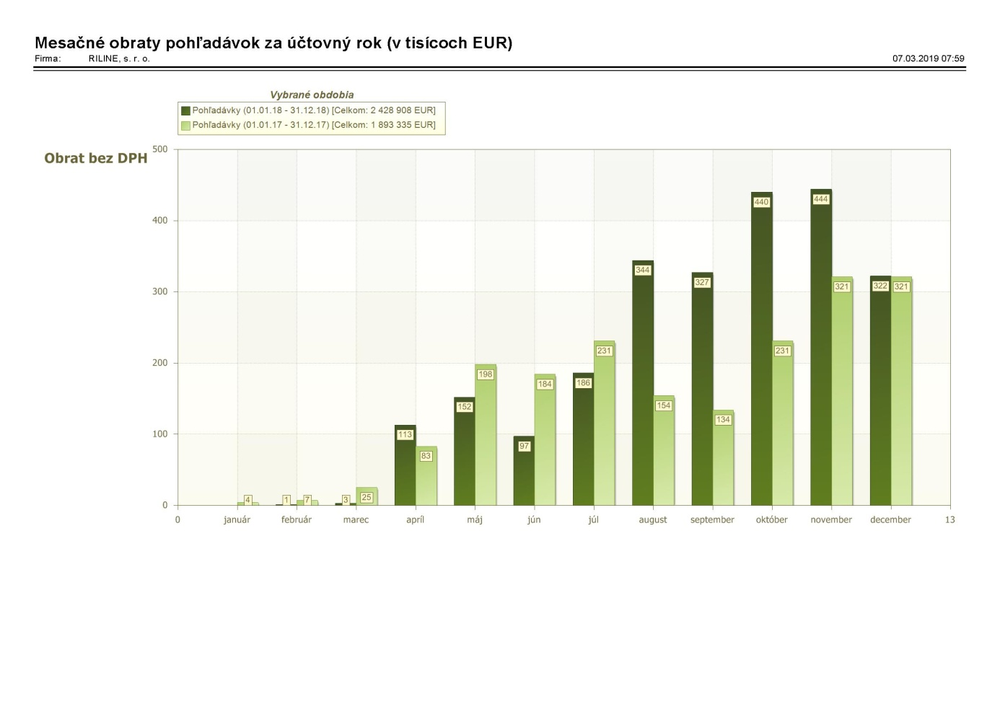 Mesačné obraty pohľadávok za účtovný rok (v tisícoch EUR)
Firma: RILINE, s. r. o. 07.03.2019 07:59
Vybrané obdobia
Pohľadávky (01.01.18 - 31.12.18) [Celkom: 2 428 908 EUR]
Pohľadávky (01.01.17 - 31.12.17) [Celkom: 1 893 335 EUR]
Obrat bez DPH
500
400
300
200
100
0
4
1 7
3 25
113 83
152 198
97 184
186 231
344 154
327 134
440 231
444 321
322 321
0 január február marec apríl máj jún júl august september október november december 13